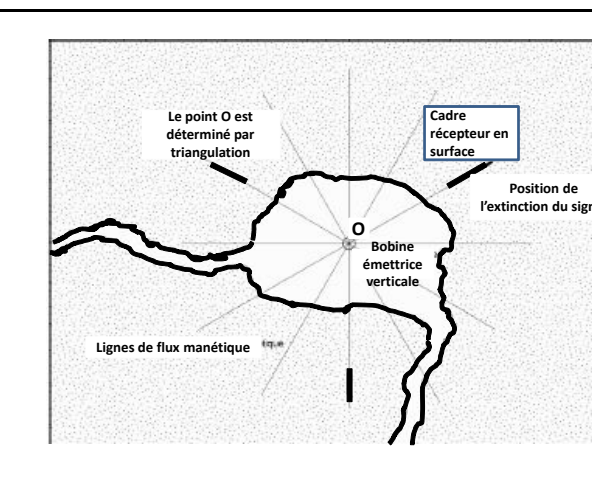 Le point O est
déterminé par
triangulation
Cadre
récepteur en
surface
Position de
l'extinction du sign
O
Bobine
émettrice
verticale
Lignes de flux manétique
tique